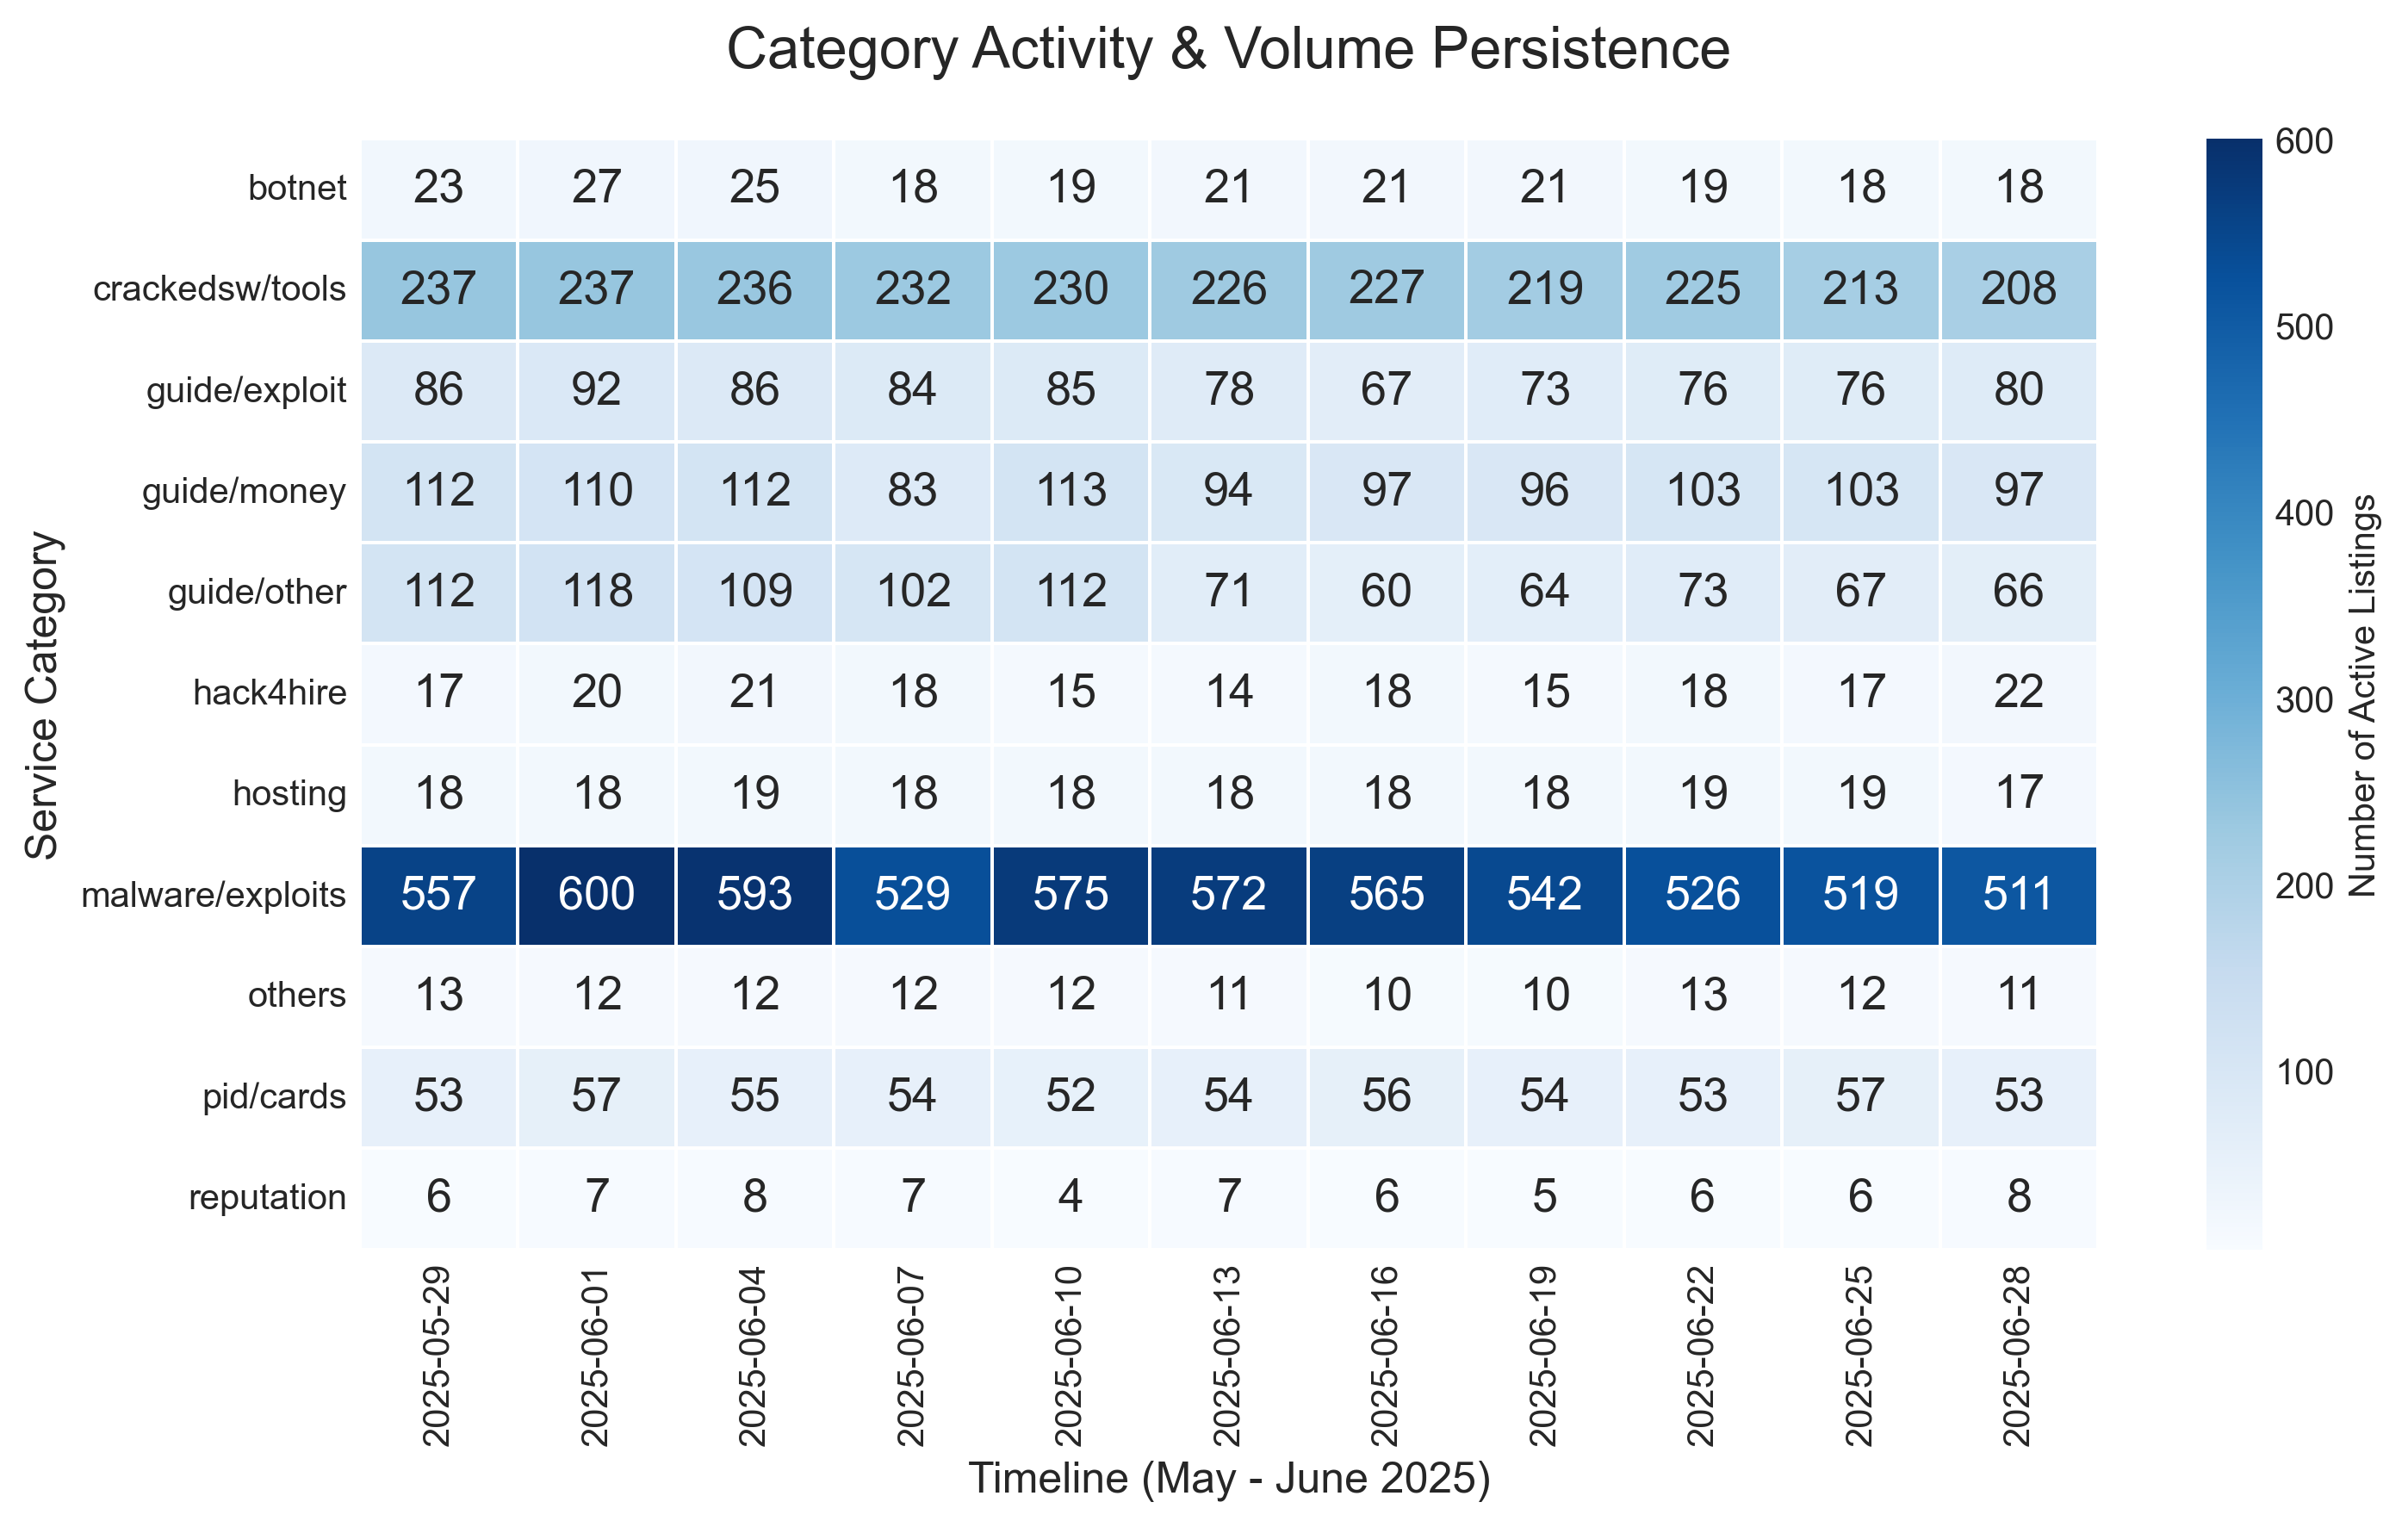 Category Activity & Volume Persistence
botnet 23 27 25 18 19 21 21 21 19 18 18
crackedsw/tools 237 237 236 232 230 226 227 219 225 213 208
guide/exploit 86 92 86 84 85 78 67 73 76 76 80
guide/money 112 110 112 83 113 94 97 96 103 103 97
guide/other 112 118 109 102 112 71 60 64 73 67 66
hack4hire 17 20 21 18 15 14 18 15 18 17 22
hosting 18 18 19 18 18 18 18 18 19 19 17
malware/exploits 557 600 593 529 575 572 565 542 526 519 511
others 13 12 12 12 12 11 10 10 13 12 11
pid/cards 53 57 55 54 52 54 56 54 53 57 53
reputation 6 7 8 7 4 7 6 5 6 6 8
2025-05-29 2025-06-01 2025-06-04 2025-06-07 2025-06-10 2025-06-13 2025-06-16 2025-06-19 2025-06-22 2025-06-25 2025-06-28
Timeline (May - June 2025)
Service Category
600
500
400
300
200
100
Number of Active Listings